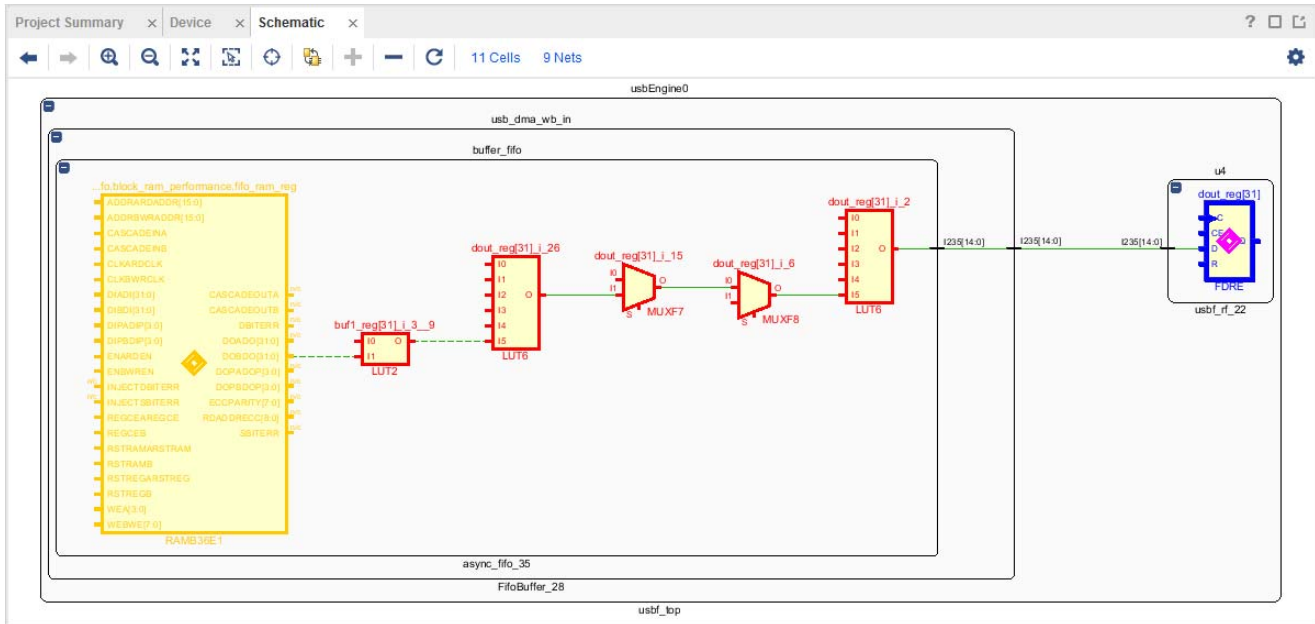 Project Summary × Device × Schematic ×
11 Cells 9 Nets
usbEngine0
usb_dma_wb_in
buffer_fifo
u4
...fo.block_ram_performance.fifo_ram_reg
dout_reg[31]
ADDRARDADDR[15:0]
ADDRBWRADDR[15:0]
CASCADEINA
CASCADEINB
CLKARDCLK
CLKBWRCLK
DIADI[31:0]
DIBDI[31:0]
DIPADIP[3:0]
DIPBDIP[3:0]
ENARDEN
ENBWREN
INJECTDBITERR
INJECTSBITERR
REGCEAREGCE
REGCEB
RSTRAMARSTRAM
RSTRAMB
RSTREGARSTREG
RSTREGB
WEA[3:0]
WEBWE[7:0]
CASCADEOUTA
CASCADEOUTB
DBITERR
DOADO[31:0]
DOBDO[31:0]
DOPADOP[3:0]
DOPBDOP[3:0]
ECCPARITY[7:0]
RDADDRECC[8:0]
SBITERR
RAMB36E1
buf1_reg[31]_i_3__9
I0 O
I1
LUT2
dout_reg[31]_i_26
I0
I1
I2 O
I3
I4
I5
LUT6
dout_reg[31]_i_15
I0
I1 O
S MUXF7
dout_reg[31]_i_6
I0
I1 O
S MUXF8
dout_reg[31]_i_2
I0
I1
I2 O
I3
I4
I5
LUT6
I235[14:0] I235[14:0] I235[14:0]
C
CE
D Q
R
FDRE
usbf_rf_22
async_fifo_35
FifoBuffer_28
usbf_top